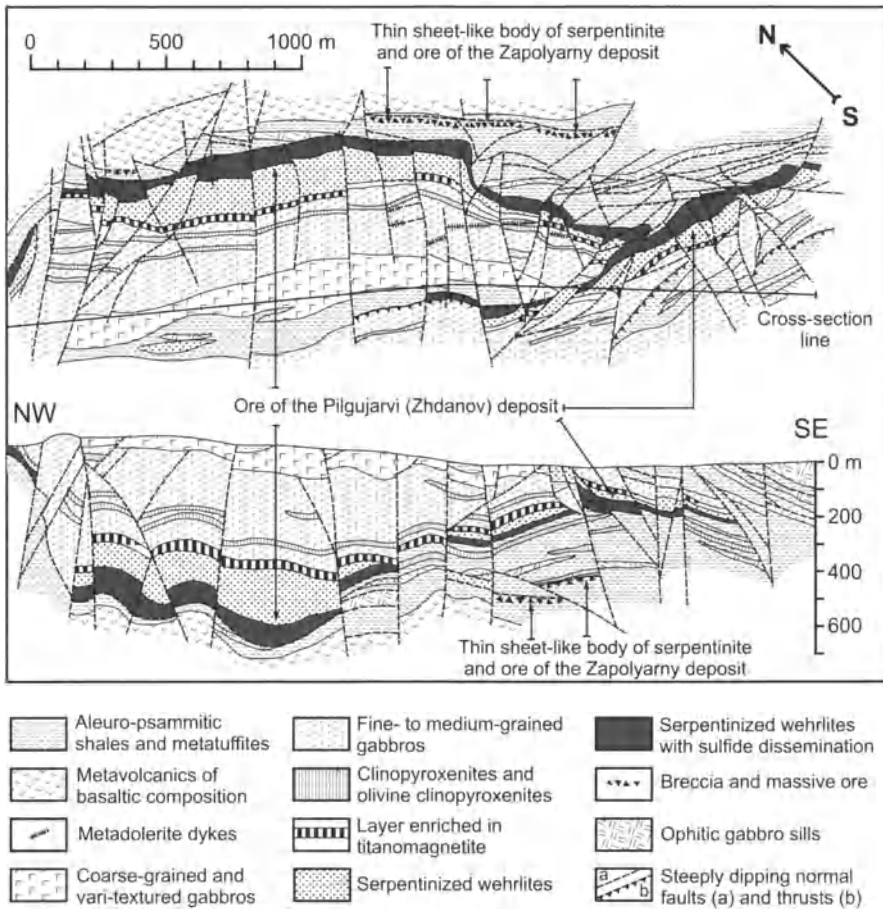 0 500 1000 m
Thin sheet-like body of serpentinite
and ore of the Zapolyarny deposit
N
S
Cross-section
line
Ore of the Pilgujarvi (Zhdanov) deposit
NW
SE
0 m
200
400
600
Thin sheet-like body of serpentinite
and ore of the Zapolyarny deposit
Aleuro-psammitic
shales and metatuffites
Metavolcanics of
basaltic composition
Metadolerite dykes
Coarse-grained and
vari-textured gabbros
Fine- to medium-grained
gabbros
Clinopyroxenites and
olivine clinopyroxenites
Layer enriched in
titanomagnetite
Serpentinized wehrlites
Serpentinized wehrlites
with sulfide dissemination
Breccia and massive ore
Ophitic gabbro sills
a
b
Steeply dipping normal
faults (a) and thrusts (b)